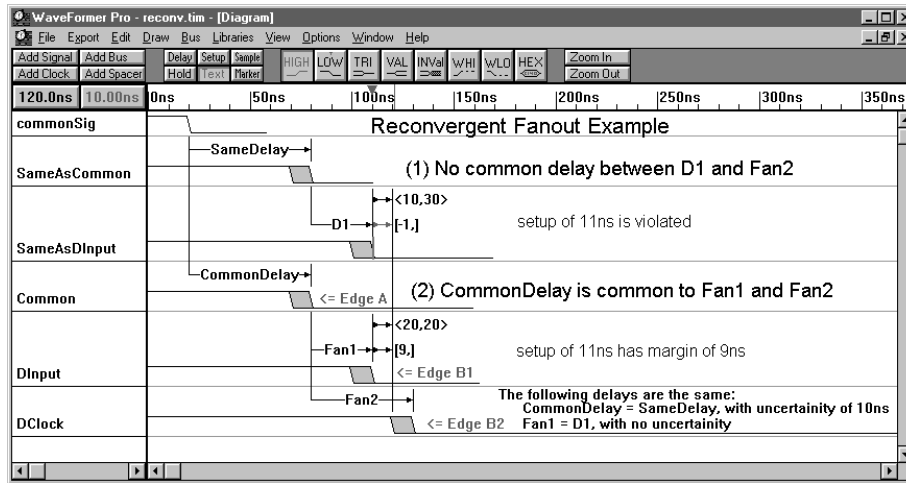 WaveFormer Pro - reconv.tim - [Diagram]
File Export Edit Draw Bus Libraries View Options Window Help
Add Signal Add Bus Delay Setup Sample HIGH LOW TRI VAL INVal WHI WLO HEX Zoom In
Add Clock Add Spacer Hold Text Marker Zoom Out
120.0ns 10.00ns 0ns 50ns 100ns 150ns 200ns 250ns 300ns 350ns
commonSig Reconvergent Fanout Example
SameDelay
SameAsCommon (1) No common delay between D1 and Fan2
<10,30>
D1 [-1,] setup of 11ns is violated
SameAsDInput
CommonDelay
Common <= Edge A (2) CommonDelay is common to Fan1 and Fan2
<20,20>
Fan1 [9,] setup of 11ns has margin of 9ns
DInput <= Edge B1
Fan2 The following delays are the same:
CommonDelay = SameDelay, with uncertainity of 10ns
DClock <= Edge B2 Fan1 = D1, with no uncertainity